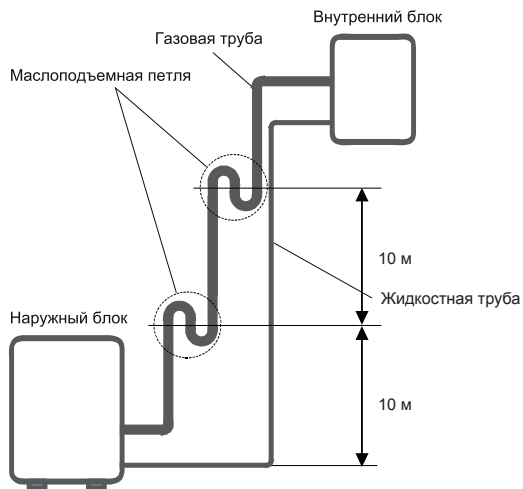 Внутренний блок
Газовая труба
Маслоподъемная петля
10 м
Жидкостная труба
Наружный блок
10 м